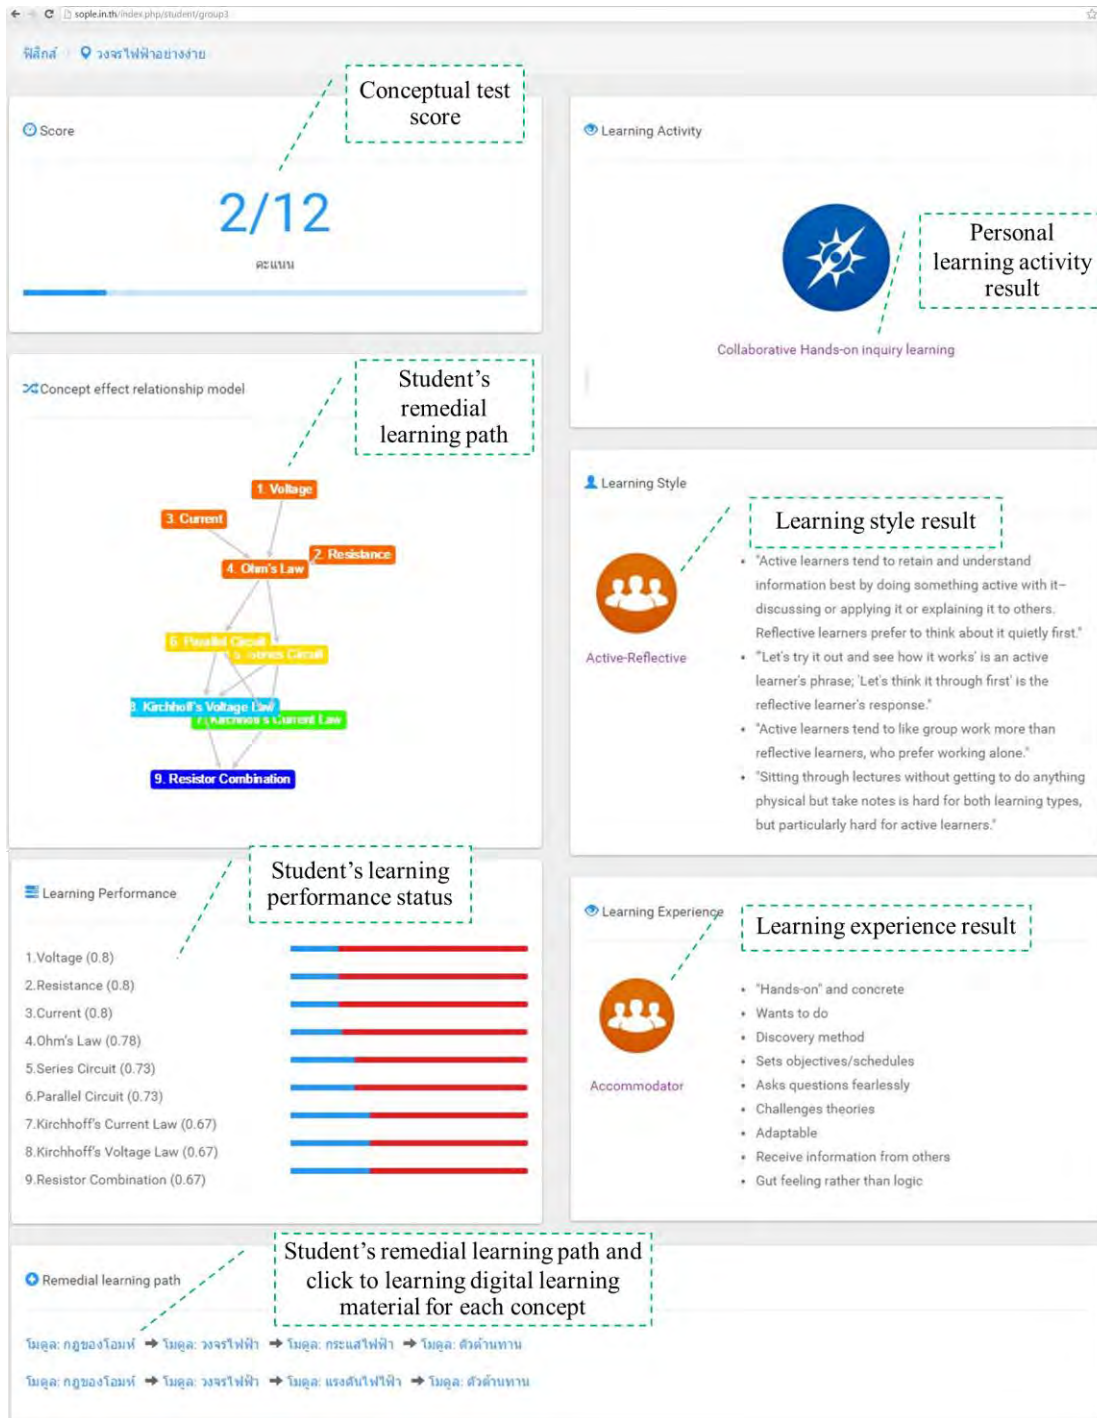 sople.in.th/index.php/student/group3
ฟิสิกส์
วงจรไฟฟ้าอย่างง่าย
Conceptual test
score
Score
2/12
คะแนน
Learning Activity
Personal
learning activity
result
Collaborative Hands-on inquiry learning
Concept effect relationship model
Student's
remedial
learning path
1. Voltage
3. Current
2. Resistance
4. Ohm's Law
6. Parallel Circuit
5. Series Circuit
8. Kirchhoff's Voltage Law
7. Kirchhoff's Current Law
9. Resistor Combination
Learning Style
Learning style result
Active-Reflective
"Active learners tend to retain and understand
information best by doing something active with it–
discussing or applying it or explaining it to others.
Reflective learners prefer to think about it quietly first."
"'Let's try it out and see how it works' is an active
learner's phrase; 'Let's think it through first' is the
reflective learner's response."
"Active learners tend to like group work more than
reflective learners, who prefer working alone."
"Sitting through lectures without getting to do anything
physical but take notes is hard for both learning types,
but particularly hard for active learners."
Learning Performance
Student's learning
performance status
1.Voltage (0.8)
2.Resistance (0.8)
3.Current (0.8)
4.Ohm's Law (0.78)
5.Series Circuit (0.73)
6.Parallel Circuit (0.73)
7.Kirchhoff's Current Law (0.67)
8.Kirchhoff's Voltage Law (0.67)
9.Resistor Combination (0.67)
Learning Experience
Learning experience result
Accommodator
"Hands-on" and concrete
Wants to do
Discovery method
Sets objectives/schedules
Asks questions fearlessly
Challenges theories
Adaptable
Receive information from others
Gut feeling rather than logic
Student's remedial learning path and
click to learning digital learning
material for each concept
Remedial learning path
โมดูล: กฎของโอมห์ ➔ โมดูล: วงจรไฟฟ้า ➔ โมดูล: กระแสไฟฟ้า ➔ โมดูล: ตัวต้านทาน
โมดูล: กฎของโอมห์ ➔ โมดูล: วงจรไฟฟ้า ➔ โมดูล: แรงดันไฟไฟ้า ➔ โมดูล: ตัวต้านทาน